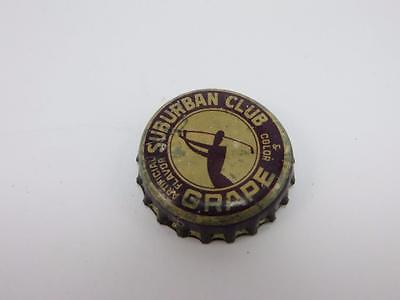 SUBURBAN CLUB
GRAPE
ARTIFICIAL
FLAVOR
&
COLOR